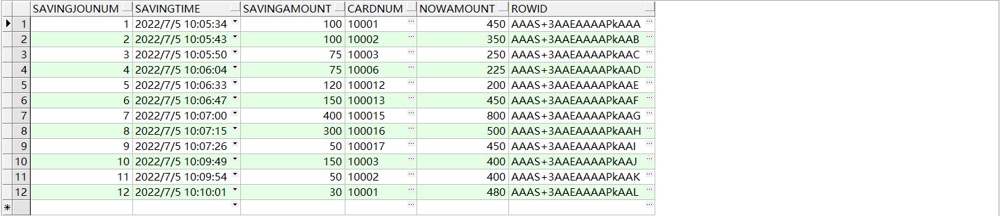 SAVINGJOUNUM SAVINGTIME SAVINGAMOUNT CARDNUM NOWAMOUNT ROWID
1 1 2022/7/5 10:05:34 100 10001 ... 450 AAAS+3AAEAAAAPkAAA ...
2 2 2022/7/5 10:05:43 100 10002 ... 350 AAAS+3AAEAAAAPkAAB ...
3 3 2022/7/5 10:05:50 75 10003 ... 250 AAAS+3AAEAAAAPkAAC ...
4 4 2022/7/5 10:06:04 75 10006 ... 225 AAAS+3AAEAAAAPkAAD ...
5 5 2022/7/5 10:06:33 120 100012 ... 200 AAAS+3AAEAAAAPkAAE ...
6 6 2022/7/5 10:06:47 150 100013 ... 450 AAAS+3AAEAAAAPkAAF ...
7 7 2022/7/5 10:07:00 400 100015 ... 800 AAAS+3AAEAAAAPkAAG ...
8 8 2022/7/5 10:07:15 300 100016 ... 500 AAAS+3AAEAAAAPkAAH ...
9 9 2022/7/5 10:07:26 50 100017 ... 450 AAAS+3AAEAAAAPkAAI ...
10 10 2022/7/5 10:09:49 150 10003 ... 400 AAAS+3AAEAAAAPkAAJ ...
11 11 2022/7/5 10:09:54 50 10002 ... 400 AAAS+3AAEAAAAPkAAK ...
12 12 2022/7/5 10:10:01 30 10001 ... 480 AAAS+3AAEAAAAPkAAL ...
* ... ...